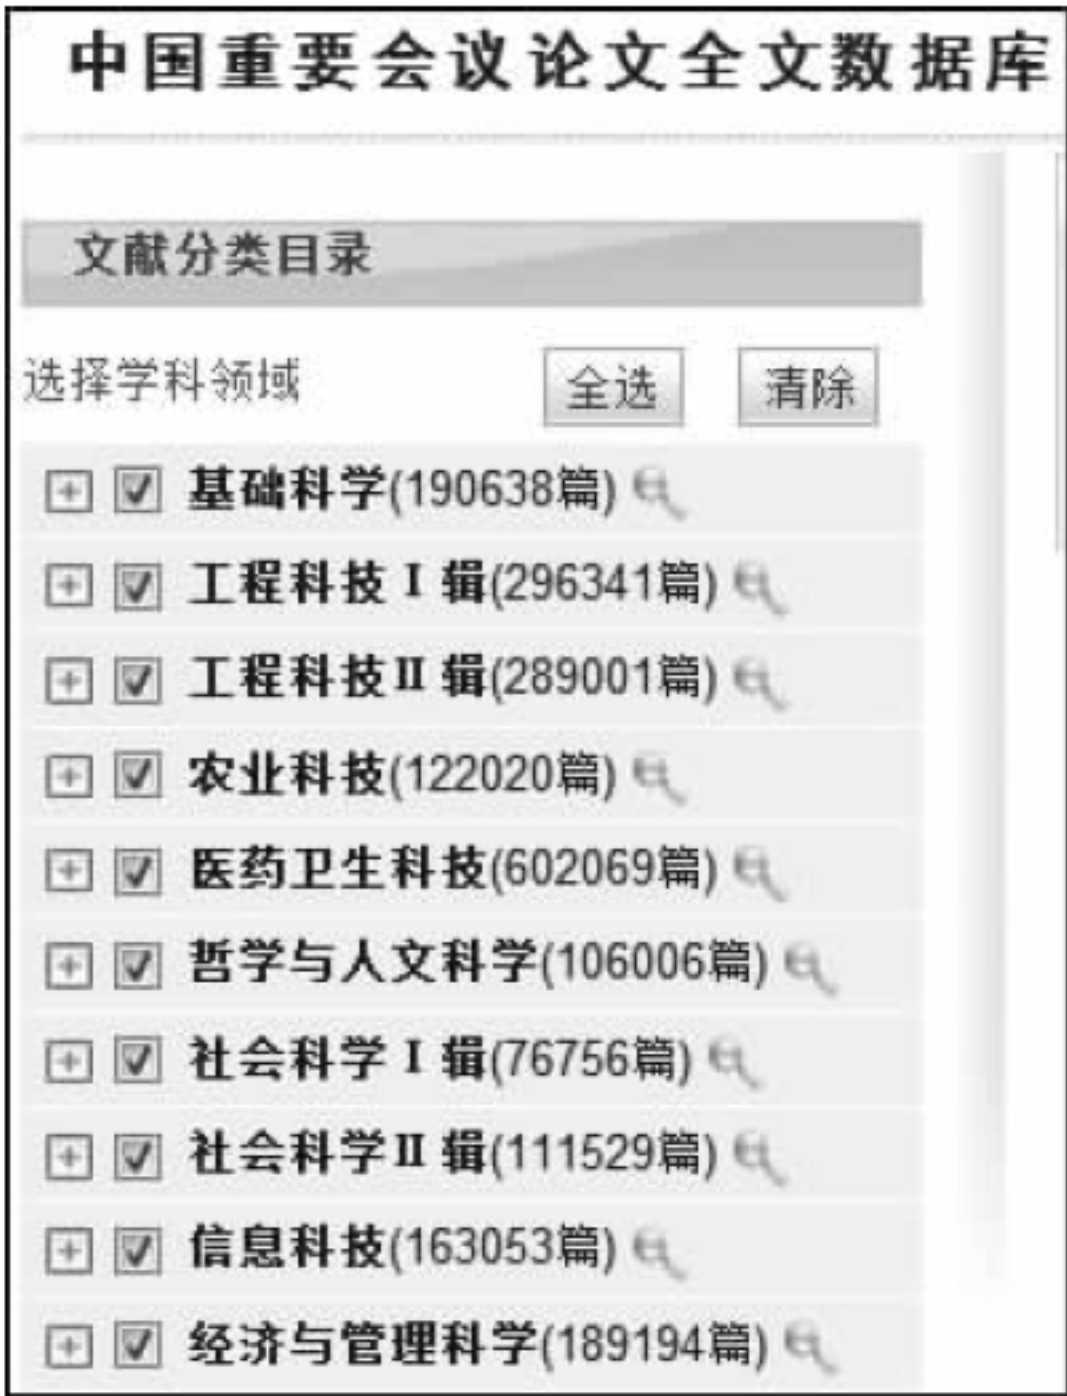 中国重要会议论文全文数据库
文献分类目录
选择学科领域 全选 清除
基础科学(190638篇)
工程科技Ⅰ辑(296341篇)
工程科技Ⅱ辑(289001篇)
农业科技(122020篇)
医药卫生科技(602069篇)
哲学与人文科学(106006篇)
社会科学Ⅰ辑(76756篇)
社会科学Ⅱ辑(111529篇)
信息科技(163053篇)
经济与管理科学(189194篇)